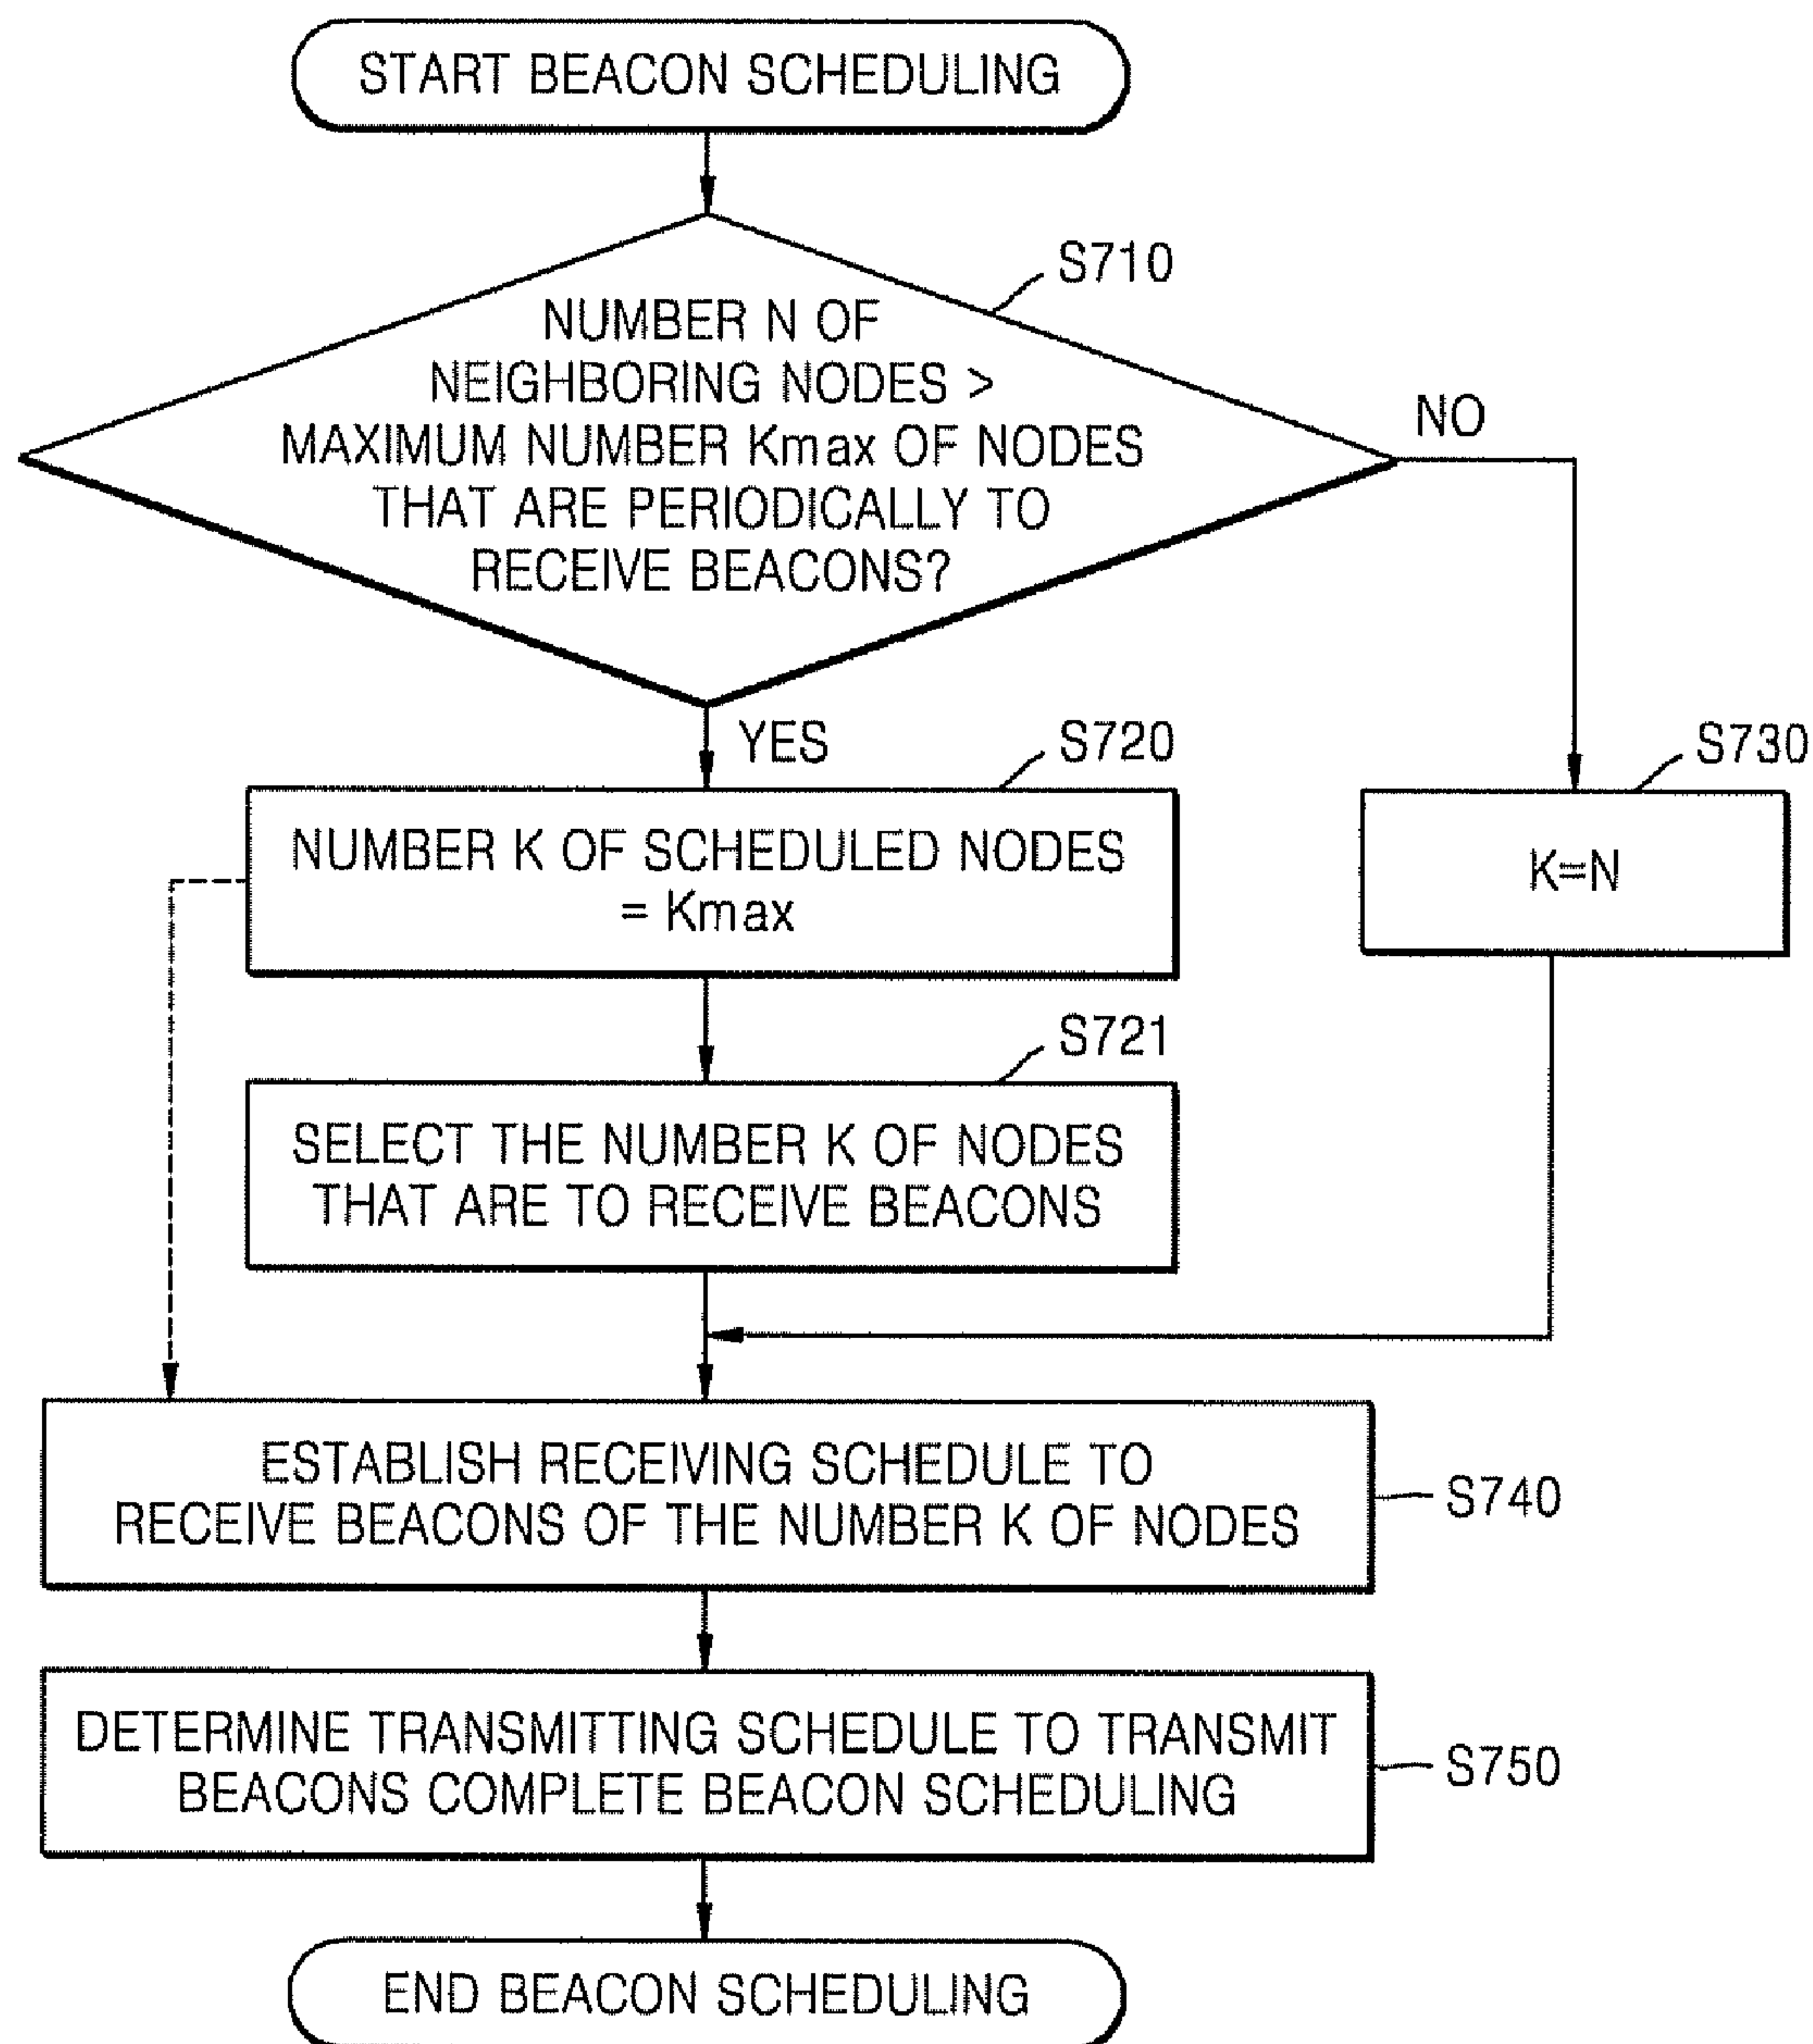 START BEACON SCHEDULING
S710
NUMBER N OF
NEIGHBORING NODES >
MAXIMUM NUMBER Kmax OF NODES
THAT ARE PERIODICALLY TO
RECEIVE BEACONS?
NO
YES
S720
S730
NUMBER K OF SCHEDULED NODES
= Kmax
K=N
S721
SELECT THE NUMBER K OF NODES
THAT ARE TO RECEIVE BEACONS
ESTABLISH RECEIVING SCHEDULE TO
RECEIVE BEACONS OF THE NUMBER K OF NODES
S740
DETERMINE TRANSMITTING SCHEDULE TO TRANSMIT
BEACONS COMPLETE BEACON SCHEDULING
S750
END BEACON SCHEDULING